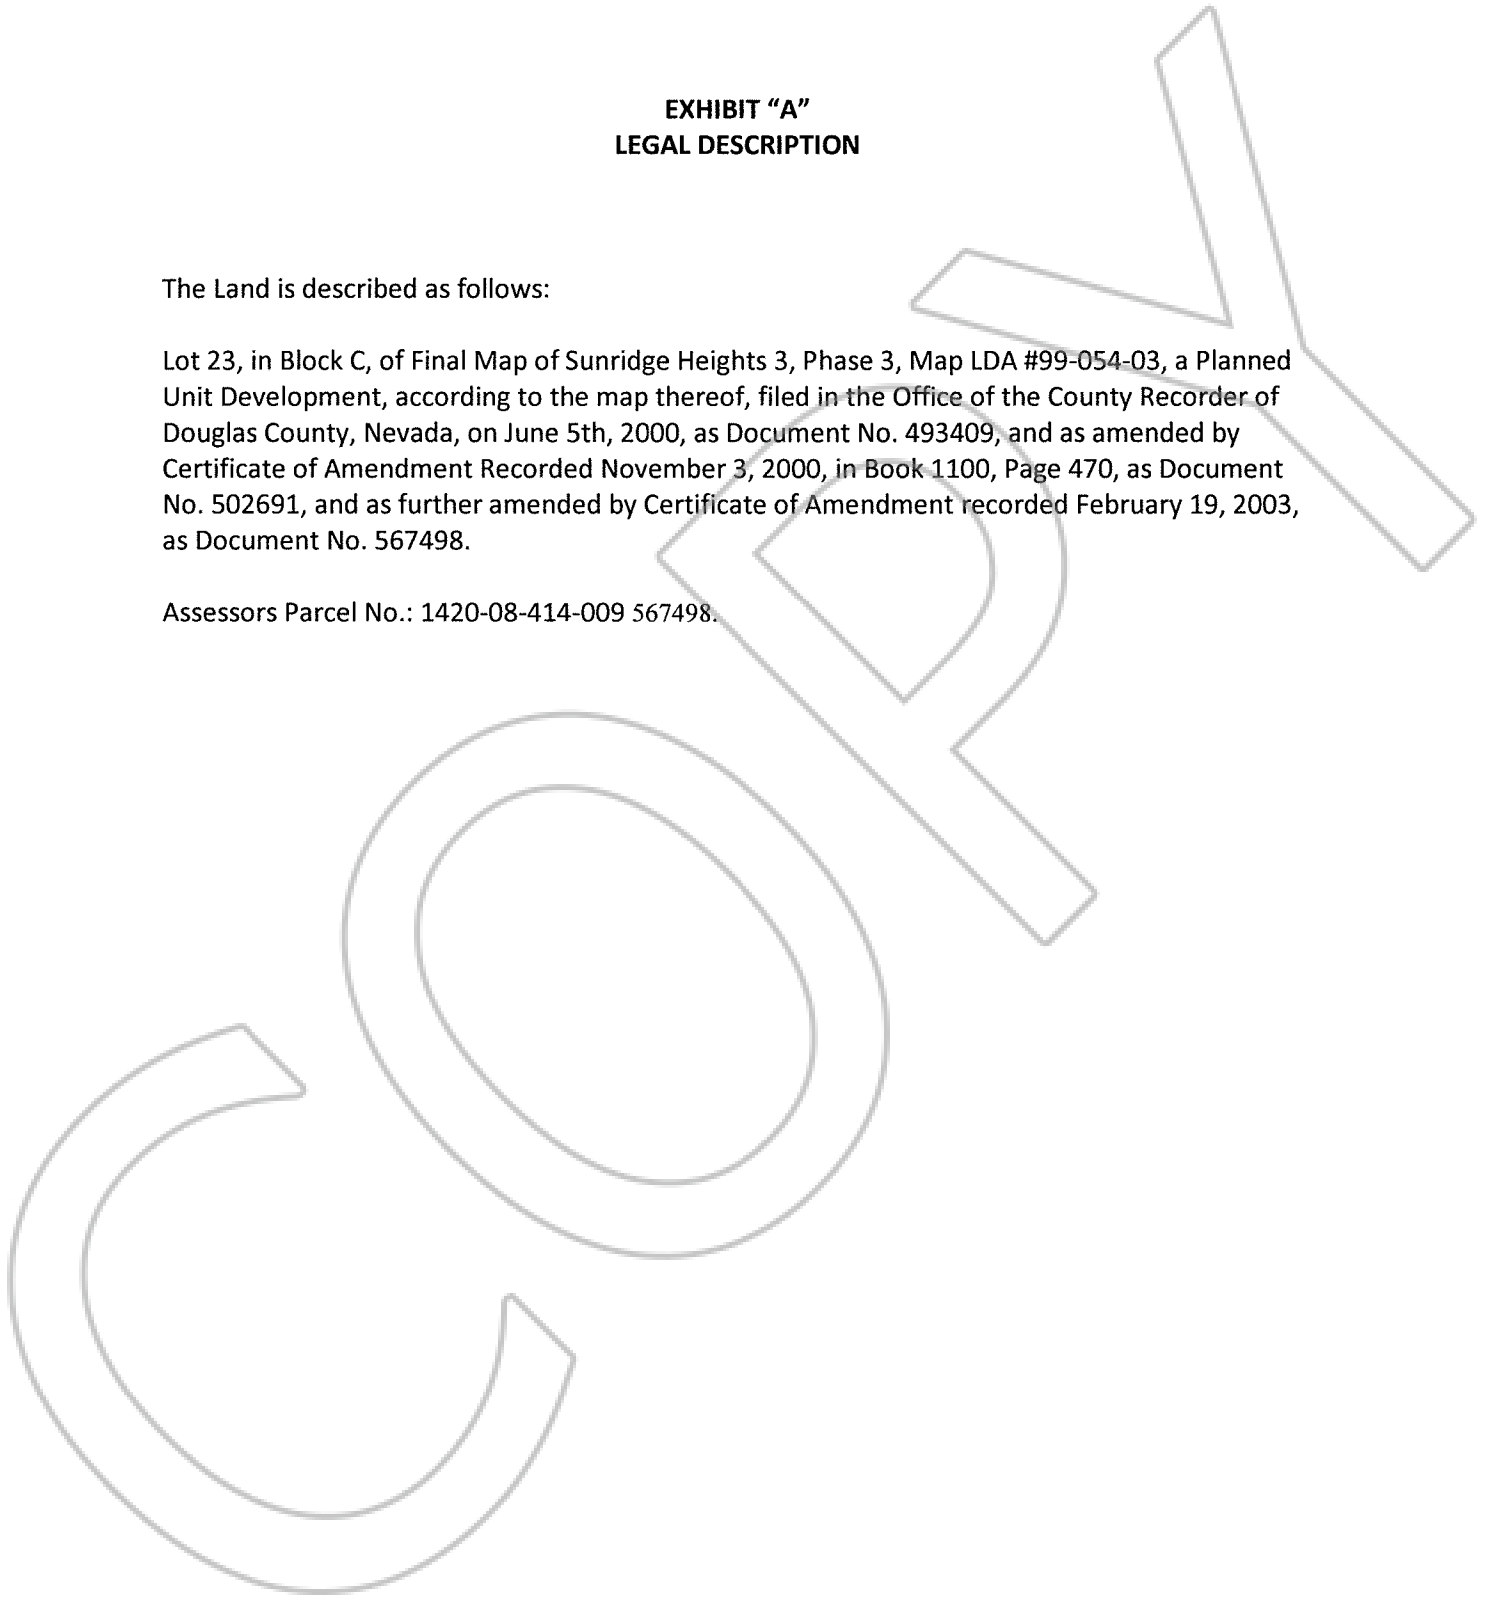 EXHIBIT “A”
LEGAL DESCRIPTION
The Land is described as follows:
Lot 23, in Block C, of Final Map of Sunridge Heights 3, Phase 3, Map LDA #99-054-03, a Planned
Unit Development, according to the map thereof, filed in the Office of the County Recorder of
Douglas County, Nevada, on June 5th, 2000, as Document No. 493409, and as amended by
Certificate of Amendment Recorded November 3, 2000, in Book 1100, Page 470, as Document
No. 502691, and as further amended by Certificate of Amendment recorded February 19, 2003,
as Document No. 567498.
Assessors Parcel No.: 1420-08-414-009 567498.
COPY